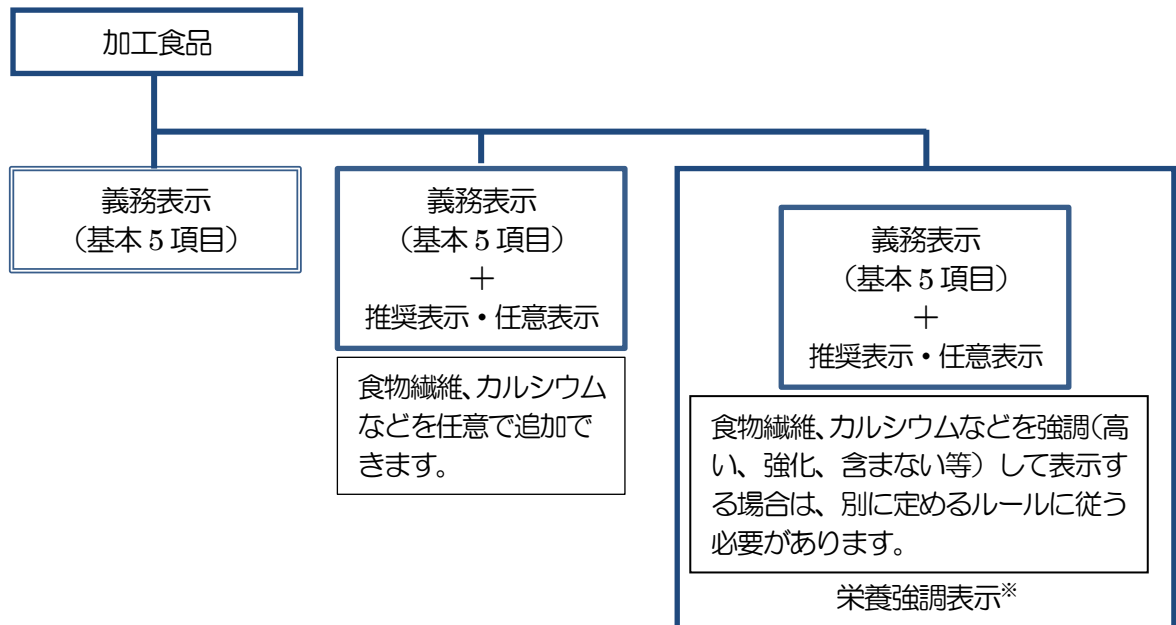 加工食品
義務表示
（基本5項目）
義務表示
（基本5項目）
＋
推奨表示・任意表示
食物繊維、カルシウム
などを任意で追加で
きます。
義務表示
（基本5項目）
＋
推奨表示・任意表示
食物繊維、カルシウムなどを強調（高
い、強化、含まない等）して表示す
る場合は、別に定めるルールに従う
必要があります。
栄養強調表示※